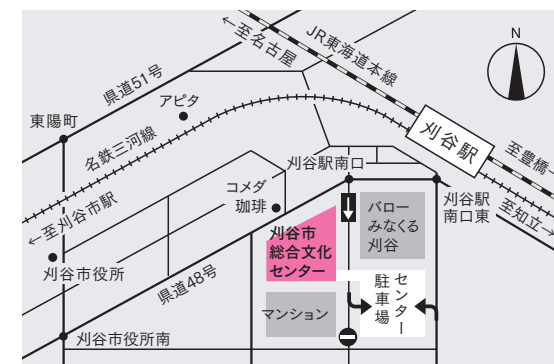 ←至名古屋
JR東海道本線
N
県道51号
アピタ
東陽町
名鉄三河線
刈谷駅
至豊橋→
刈谷駅南口
コメダ
珈琲
刈谷駅
南口東
至知立→
←至刈谷市駅
バロー
みなくる
刈谷
刈谷市
総合文化
センター
刈谷市役所
県道48号
センター
駐車場
マンション
刈谷市役所南